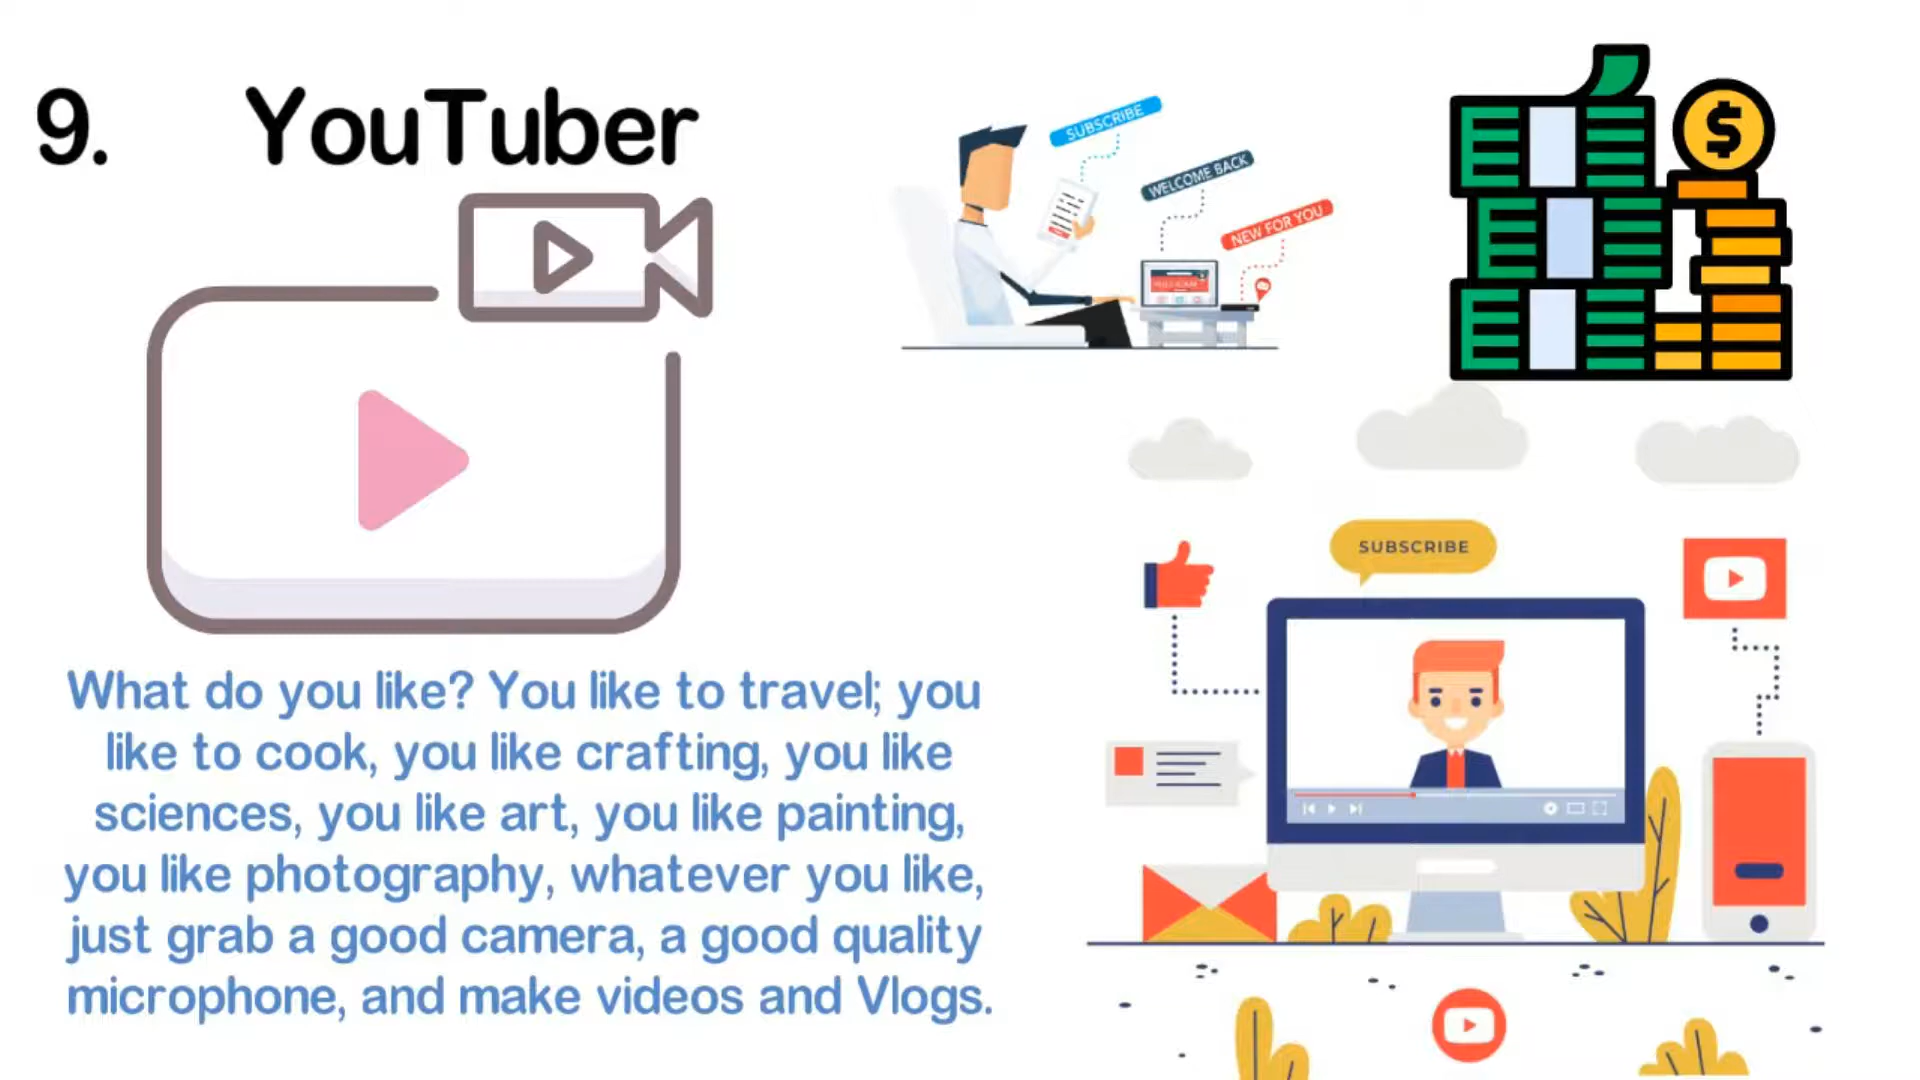 9. YouTuber
SUBSCRIBE
WELCOME BACK
NEW FOR YOU
$
SUBSCRIBE
What do you like? You like to travel; you
like to cook, you like crafting, you like
sciences, you like art, you like painting,
you like photography, whatever you like,
just grab a good camera, a good quality
microphone, and make videos and Vlogs.